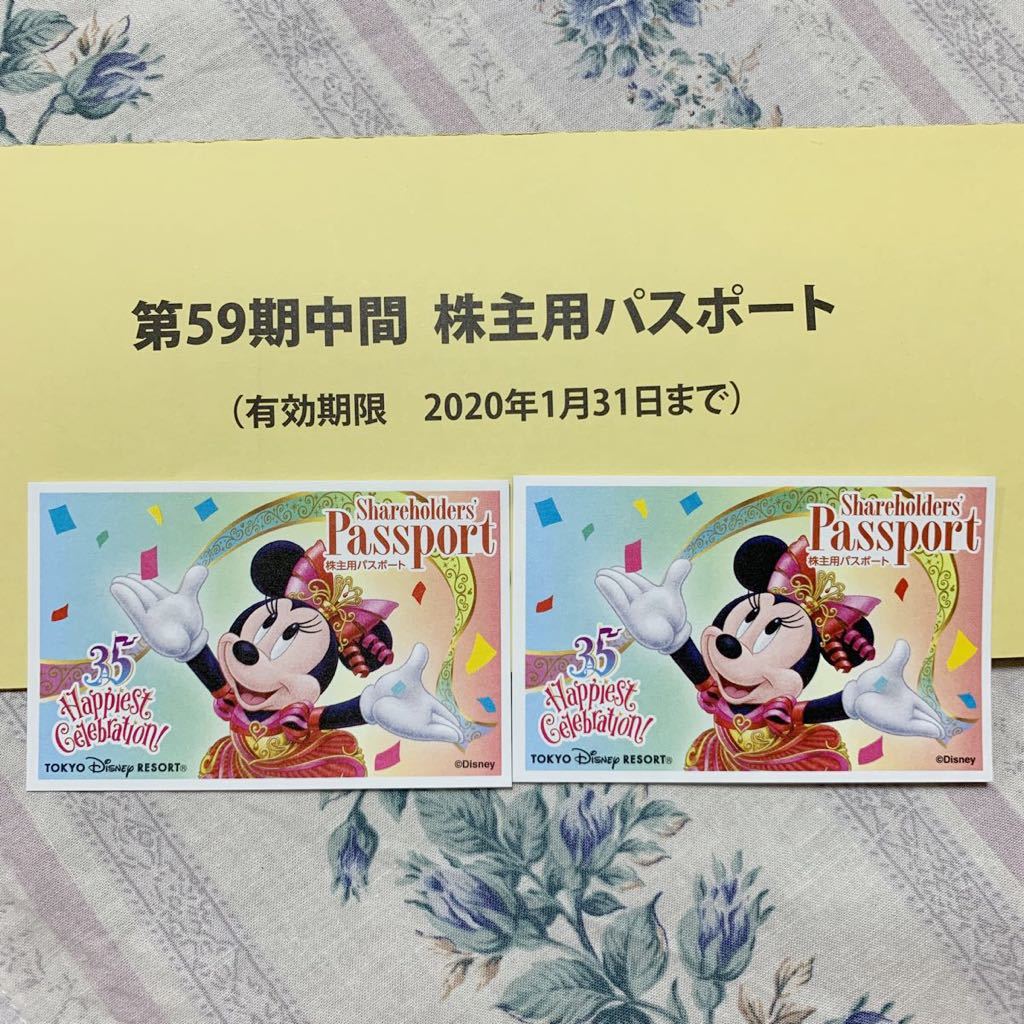 第59期中間 株主用パスポート
（有効期限　2020年1月31日まで）
Shareholders'
Passport
株主用パスポート
35
Happiest
Celebration!
TOKYO Disney RESORT®
©Disney
Shareholders'
Passport
株主用パスポート
35
Happiest
Celebration!
TOKYO Disney RESORT®
©Disney